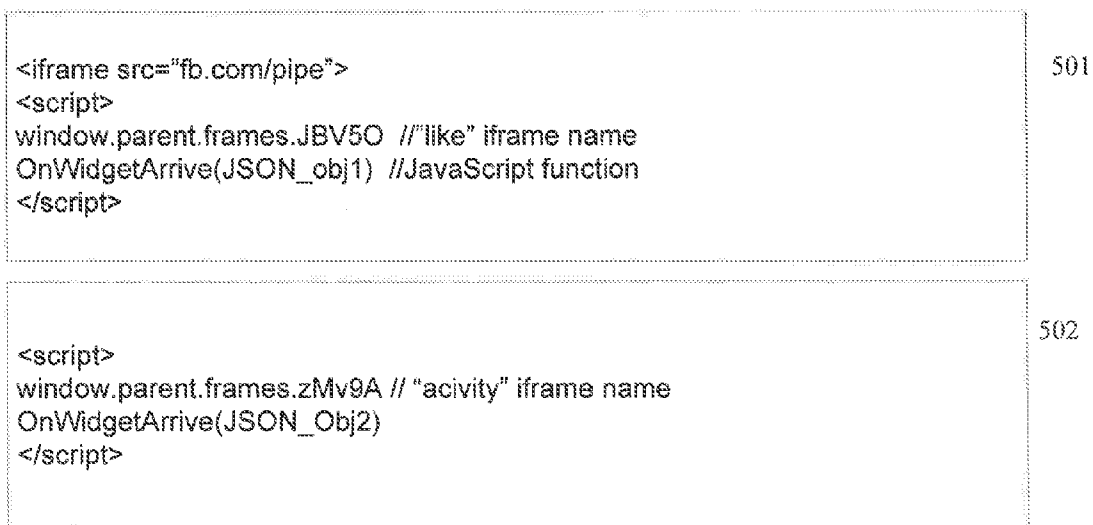 <iframe src="fb.com/pipe">
501
<script>
window.parent.frames.JBV5O //"like" iframe name
OnWidgetArrive(JSON_obj1) //JavaScript function
</script>
502
<script>
window.parent.frames.zMv9A // "acivity" iframe name
OnWidgetArrive(JSON_Obj2)
</script>